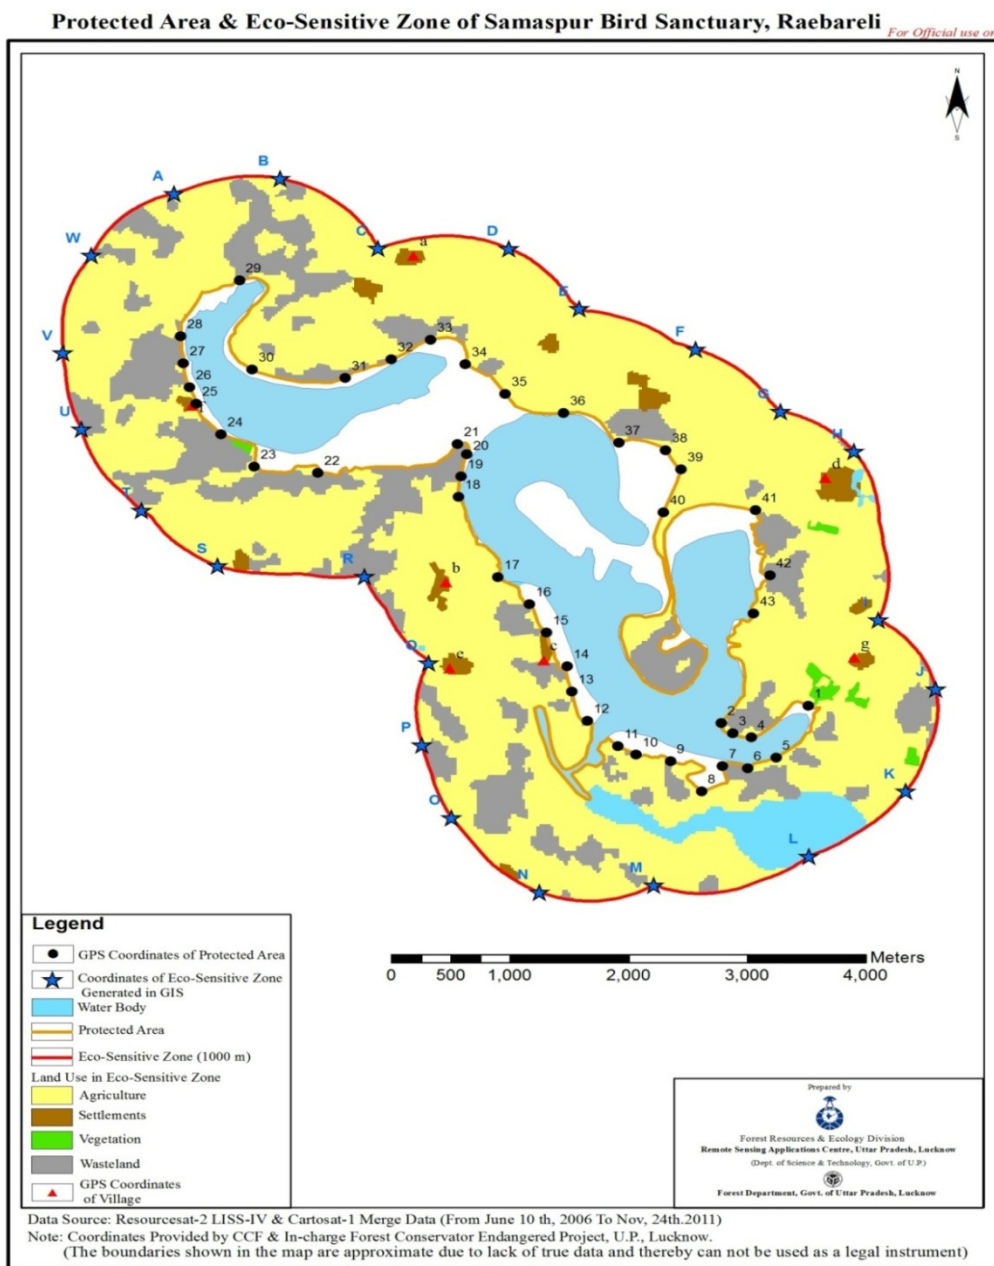 Protected Area & Eco-Sensitive Zone of Samaspur Bird Sanctuary, Raebareli
For Official use on
N
S
B
A
C
D
a
W
29
E
28
33
F
V
27
30
31
32
34
26
25
35
G
U
24
36
21
37
38
H
23
22
20
39
d
19
T
18
40
41
S
R
b
17
42
16
43
I
15
Q
e
c
14
g
J
13
12
2
1
P
11
3
4
10
9
7
6
5
8
K
O
L
N
M
Legend
GPS Coordinates of Protected Area
Coordinates of Eco-Sensitive Zone
Generated in GIS
Water Body
Protected Area
Eco-Sensitive Zone (1000 m)
Land Use in Eco-Sensitive Zone
Agriculture
Settlements
Vegetation
Wasteland
GPS Coordinates
of Village
Meters
0 500 1,000 2,000 3,000 4,000
Prepared by
Forest Resources & Ecology Division
Remote Sensing Applications Centre, Uttar Pradesh, Lucknow
(Dept. of Science & Technology, Govt. of U.P.)
Forest Department, Govt. of Uttar Pradesh, Lucknow
Data Source: Resourcesat-2 LISS-IV & Cartosat-1 Merge Data (From June 10 th, 2006 To Nov, 24th.2011)
Note: Coordinates Provided by CCF & In-charge Forest Conservator Endangered Project, U.P., Lucknow.
(The boundaries shown in the map are approximate due to lack of true data and thereby can not be used as a legal instrument)